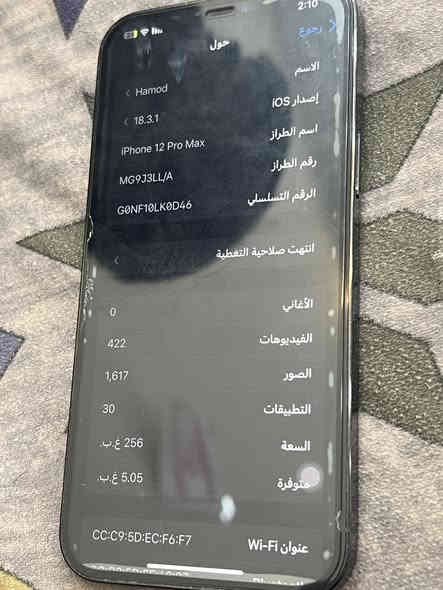 2:10
رجوع
حول
الاسم Hamod
إصدار iOS 18.3.1
اسم الطراز iPhone 12 Pro Max
رقم الطراز MG9J3LL/A
الرقم التسلسلي G0NF10LK0D46
انتهت صلاحية التغطية
الأغاني 0
الفيديوهات 422
الصور 1,617
التطبيقات 30
السعة 256 غ.ب.
متوفرة 5.05 غ.ب.
عنوان Wi-Fi CC:C9:5D:EC:F6:F7